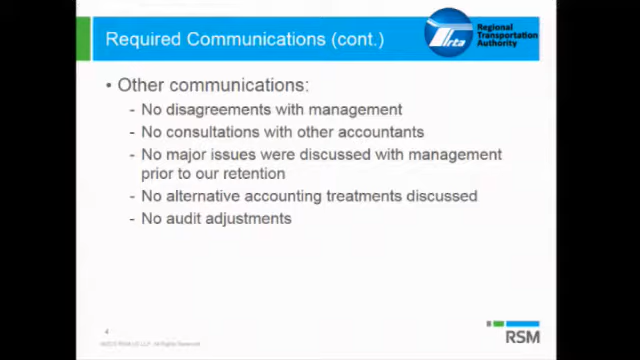 Required Communications (cont.)
rta
Regional
Transportation
Authority
• Other communications:
- No disagreements with management
- No consultations with other accountants
- No major issues were discussed with management
prior to our retention
- No alternative accounting treatments discussed
- No audit adjustments
4
RSM US LLP. All Rights Reserved.
RSM